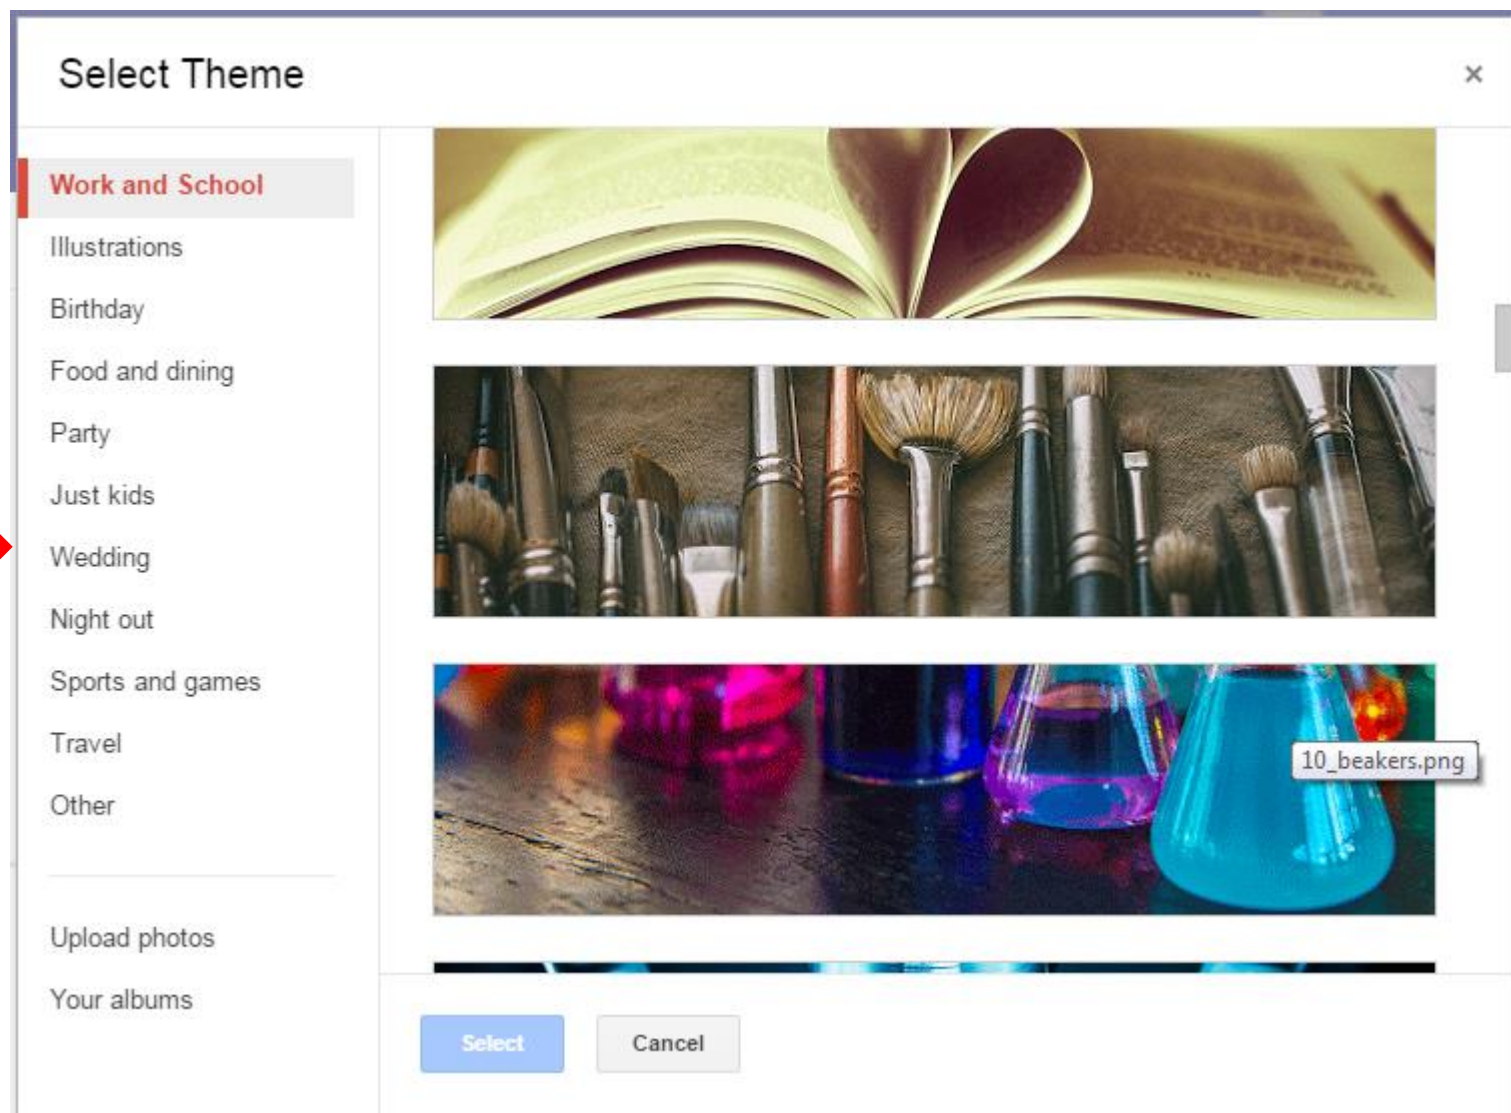 Select Theme
×
Work and School
Illustrations
Birthday
Food and dining
Party
Just kids
Wedding
Night out
Sports and games
Travel
Other
Upload photos
Your albums
10_beakers.png
Select
Cancel